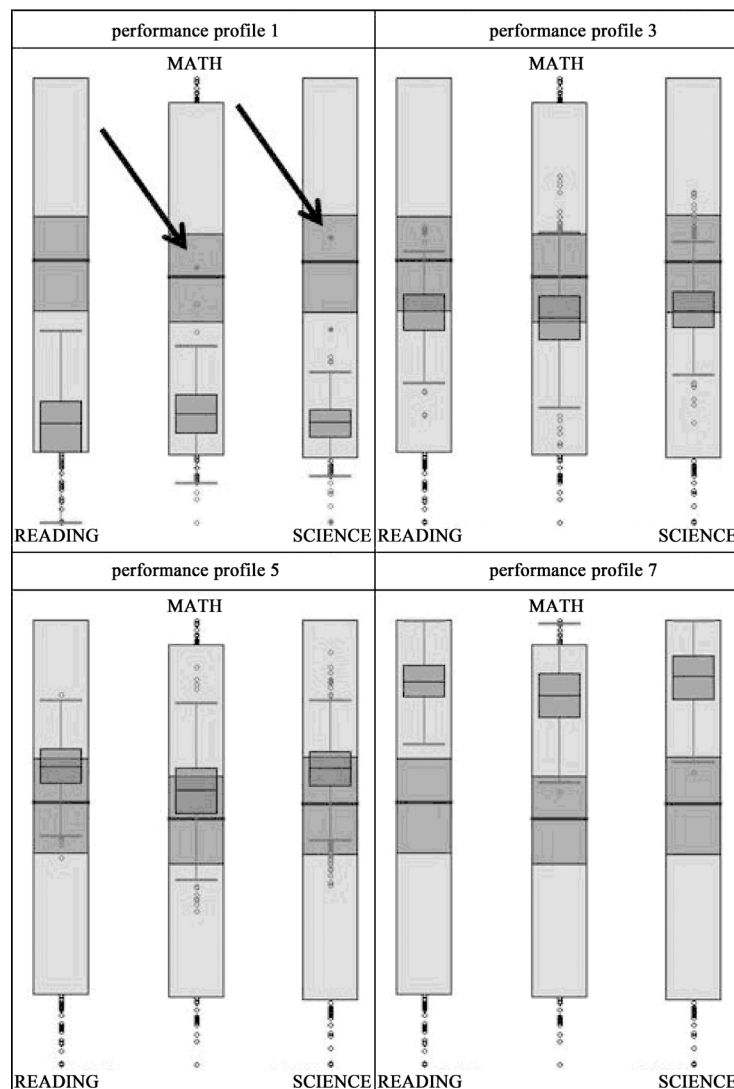 performance profile 1
performance profile 3
MATH
MATH
READING
SCIENCE
READING
SCIENCE
performance profile 5
performance profile 7
MATH
MATH
READING
SCIENCE
READING
SCIENCE